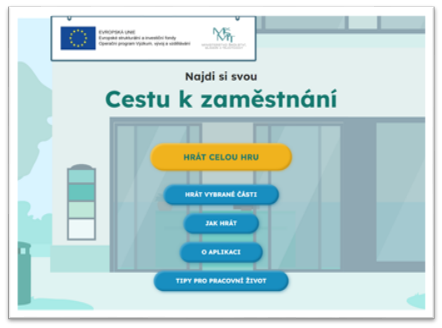 EVROPSKÁ UNIE
Evropské strukturální a investiční fondy
Operační program Výzkum, vývoj a vzdělávání
Najdi si svou
Cestu k zaměstnání
HRÁT CELOU HRU
HRÁT VYBRANÉ ČÁSTI
JAK HRÁT
O APLIKACI
TIPY PRO PRACOVNÍ ŽIVOT